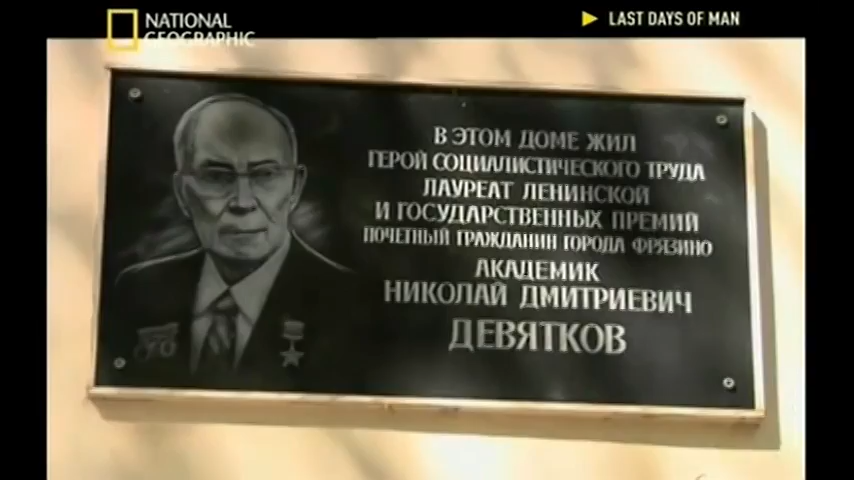 NATIONAL
GEOGRAPHIC
LAST DAYS OF MAN
В ЭТОМ ДОМЕ ЖИЛ
ГЕРОЙ СОЦИАЛИСТИЧЕСКОГО ТРУДА
ЛАУРЕАТ ЛЕНИНСКОЙ
И ГОСУДАРСТВЕННЫХ ПРЕМИЙ
ПОЧЕТНЫЙ ГРАЖДАНИН ГОРОДА ФРЯЗИНО
АКАДЕМИК
НИКОЛАЙ ДМИТРИЕВИЧ
ДЕВЯТКОВ